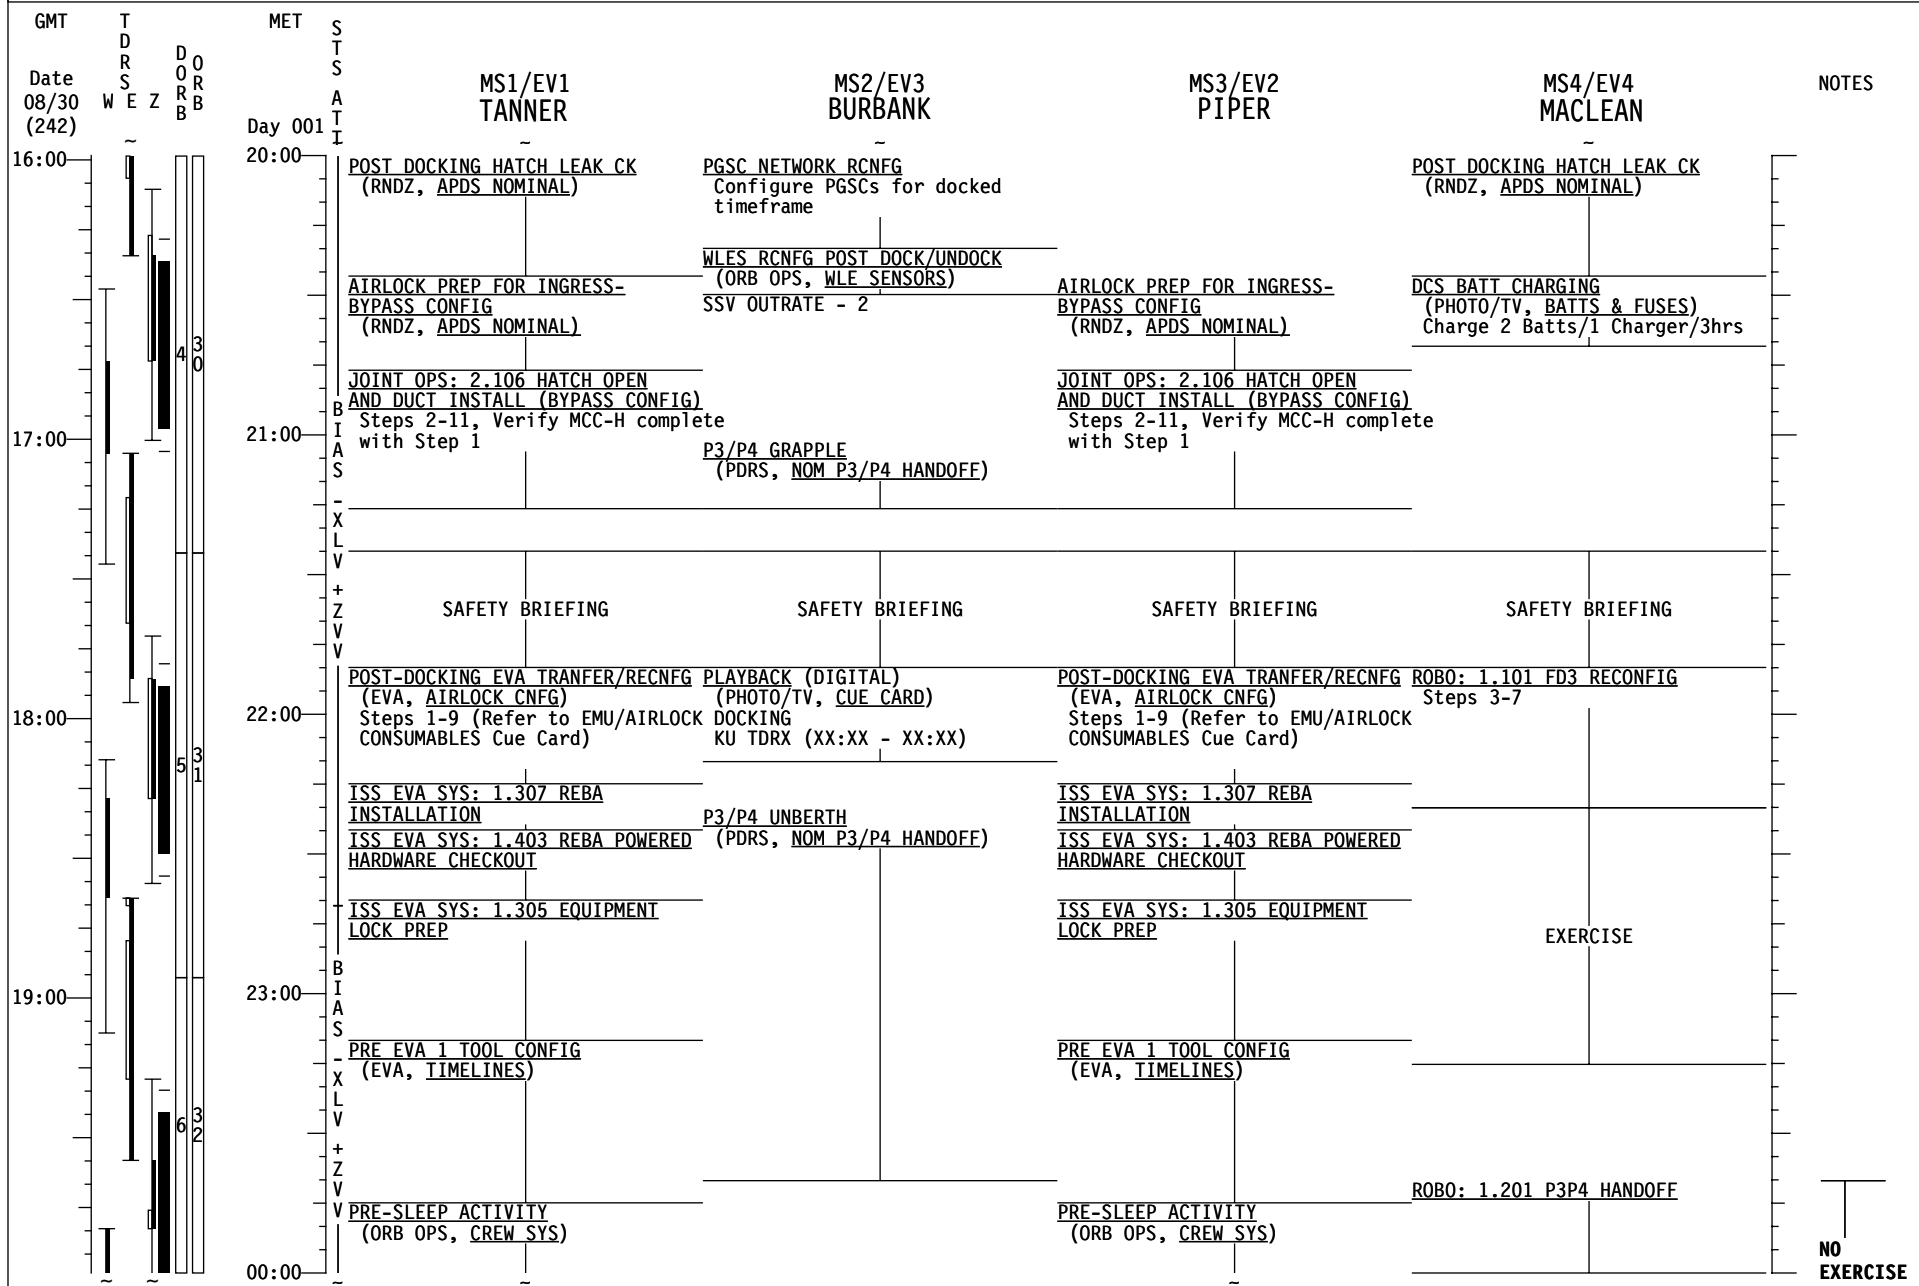 GMT
Date
08/30
(242)
TDRS
W E Z
DORB
ORB
MET
Day 001
STS ATT
MS1/EV1
TANNER
MS2/EV3
BURBANK
MS3/EV2
PIPER
MS4/EV4
MACLEAN
NOTES
~ ~ ~ ~
16:00
17:00
18:00
19:00
4
5
6
30
31
32
20:00
21:00
22:00
23:00
00:00
BIAS -XLV +ZVV
BIAS -XLV +ZVV
POST DOCKING HATCH LEAK CK
(RNDZ, APDS NOMINAL)
AIRLOCK PREP FOR INGRESS-
BYPASS CONFIG
(RNDZ, APDS NOMINAL)
JOINT OPS: 2.106 HATCH OPEN
AND DUCT INSTALL (BYPASS CONFIG)
Steps 2-11, Verify MCC-H complete
with Step 1
SAFETY BRIEFING
POST-DOCKING EVA TRANFER/RECNFG
(EVA, AIRLOCK CNFG)
Steps 1-9 (Refer to EMU/AIRLOCK
CONSUMABLES Cue Card)
ISS EVA SYS: 1.307 REBA
INSTALLATION
ISS EVA SYS: 1.403 REBA POWERED
HARDWARE CHECKOUT
ISS EVA SYS: 1.305 EQUIPMENT
LOCK PREP
PRE EVA 1 TOOL CONFIG
(EVA, TIMELINES)
PRE-SLEEP ACTIVITY
(ORB OPS, CREW SYS)
PGSC NETWORK RCNFG
Configure PGSCs for docked
timeframe
WLES RCNFG POST DOCK/UNDOCK
(ORB OPS, WLE SENSORS)
SSV OUTRATE - 2
P3/P4 GRAPPLE
(PDRS, NOM P3/P4 HANDOFF)
SAFETY BRIEFING
PLAYBACK (DIGITAL)
(PHOTO/TV, CUE CARD)
DOCKING
KU TDRX (XX:XX - XX:XX)
P3/P4 UNBERTH
(PDRS, NOM P3/P4 HANDOFF)
AIRLOCK PREP FOR INGRESS-
BYPASS CONFIG
(RNDZ, APDS NOMINAL)
JOINT OPS: 2.106 HATCH OPEN
AND DUCT INSTALL (BYPASS CONFIG)
Steps 2-11, Verify MCC-H complete
with Step 1
SAFETY BRIEFING
POST-DOCKING EVA TRANFER/RECNFG
(EVA, AIRLOCK CNFG)
Steps 1-9 (Refer to EMU/AIRLOCK
CONSUMABLES Cue Card)
ISS EVA SYS: 1.307 REBA
INSTALLATION
ISS EVA SYS: 1.403 REBA POWERED
HARDWARE CHECKOUT
ISS EVA SYS: 1.305 EQUIPMENT
LOCK PREP
PRE EVA 1 TOOL CONFIG
(EVA, TIMELINES)
PRE-SLEEP ACTIVITY
(ORB OPS, CREW SYS)
POST DOCKING HATCH LEAK CK
(RNDZ, APDS NOMINAL)
DCS BATT CHARGING
(PHOTO/TV, BATTS & FUSES)
Charge 2 Batts/1 Charger/3hrs
SAFETY BRIEFING
ROBO: 1.101 FD3 RECONFIG
Steps 3-7
EXERCISE
ROBO: 1.201 P3P4 HANDOFF
NO
EXERCISE